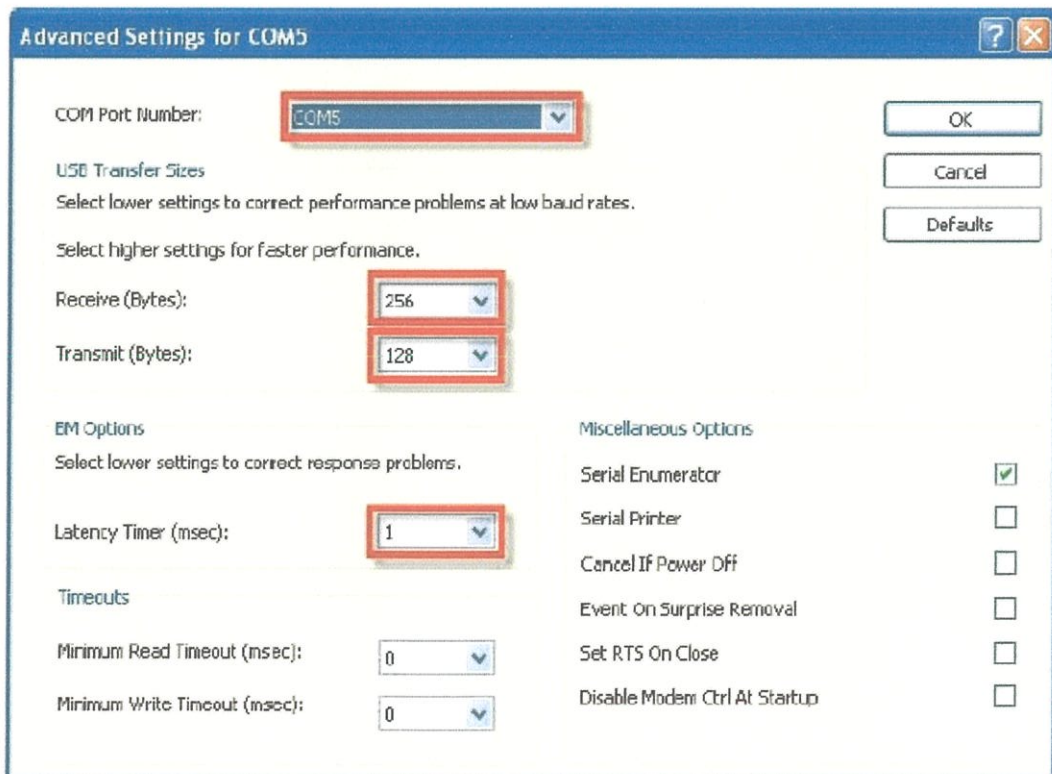 Advanced Settings for COM5
COM Port Number: COM5
OK
USB Transfer Sizes
Cancel
Select lower settings to correct performance problems at low baud rates.
Defaults
Select higher settings for faster performance.
Receive (Bytes): 256
Transmit (Bytes): 128
BM Options
Select lower settings to correct response problems.
Latency Timer (msec): 1
Timeouts
Minimum Read Timeout (msec): 0
Minimum Write Timeout (msec): 0
Miscellaneous Options
Serial Enumerator
Serial Printer
Cancel If Power Off
Event On Surprise Removal
Set RTS On Close
Disable Modem Ctrl At Startup